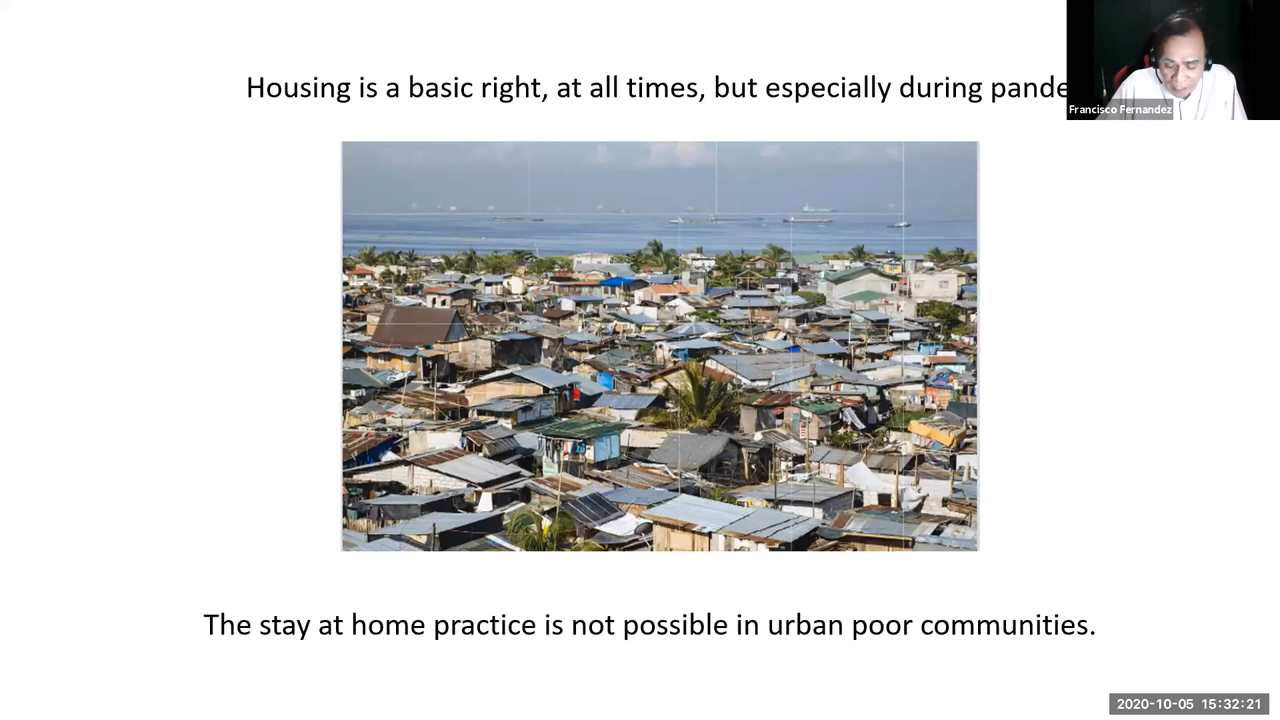 Housing is a basic right, at all times, but especially during pande
Francisco Fernandez
The stay at home practice is not possible in urban poor communities.
2020-10-05 15:32:21